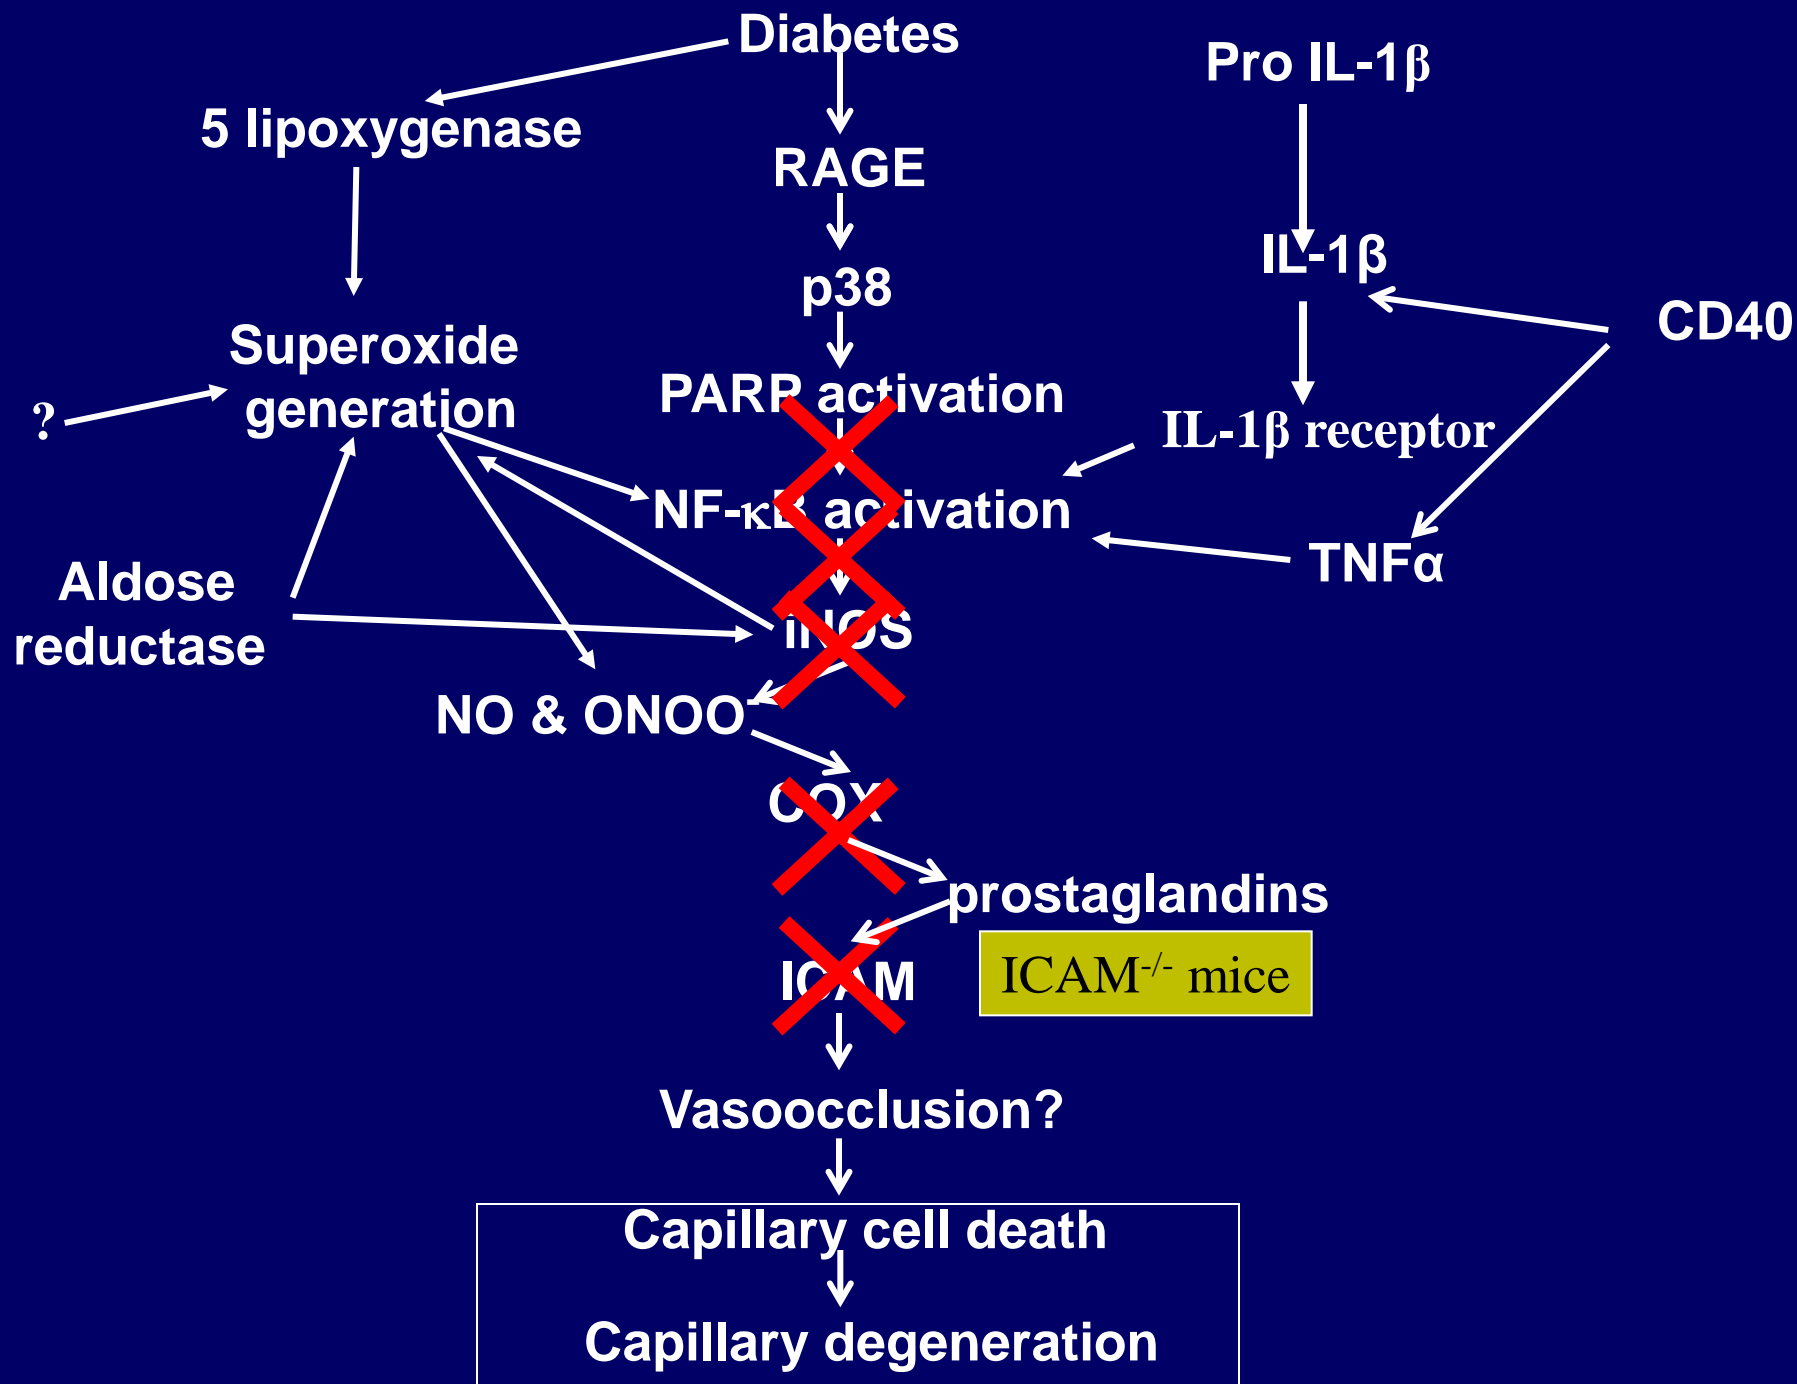 Diabetes
Pro IL-1β
5 lipoxygenase
RAGE
IL-1β
p38
CD40
Superoxide
generation
PARP activation
?
IL-1β receptor
NF-κB activation
TNFα
Aldose
reductase
iNOS
NO & ONOO⁻
COX
prostaglandins
ICAM
ICAM⁻/⁻ mice
Vasoocclusion?
Capillary cell death
Capillary degeneration